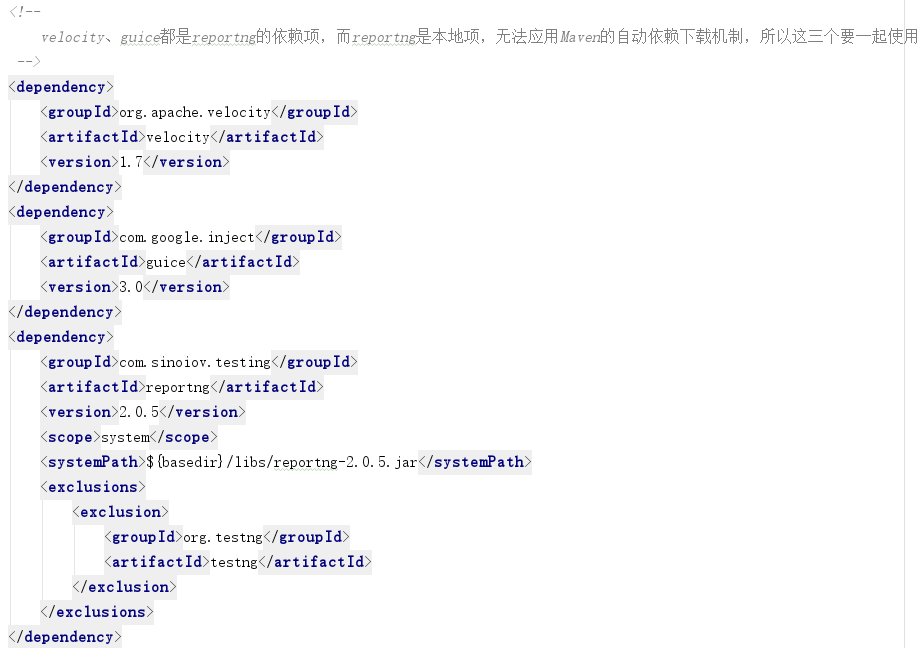 <!--
velocity、guice都是reportng的依赖项，而reportng是本地项，无法应用Maven的自动依赖下载机制，所以这三个要一起使用
-->
<dependency>
<groupId>org.apache.velocity</groupId>
<artifactId>velocity</artifactId>
<version>1.7</version>
</dependency>
<dependency>
<groupId>com.google.inject</groupId>
<artifactId>guice</artifactId>
<version>3.0</version>
</dependency>
<dependency>
<groupId>com.sinoiov.testing</groupId>
<artifactId>reportng</artifactId>
<version>2.0.5</version>
<scope>system</scope>
<systemPath>${basedir}/libs/reportng-2.0.5.jar</systemPath>
<exclusions>
<exclusion>
<groupId>org.testng</groupId>
<artifactId>testng</artifactId>
</exclusion>
</exclusions>
</dependency>